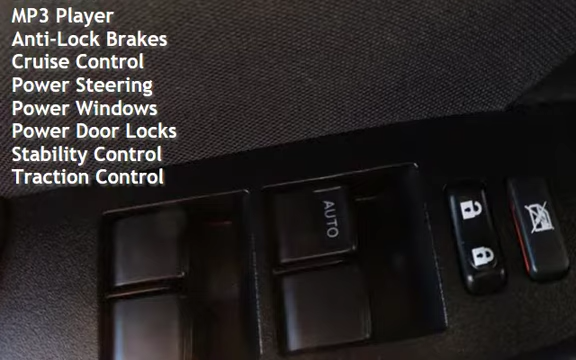 MP3 Player
Anti-Lock Brakes
Cruise Control
Power Steering
Power Windows
Power Door Locks
Stability Control
Traction Control
AUTO